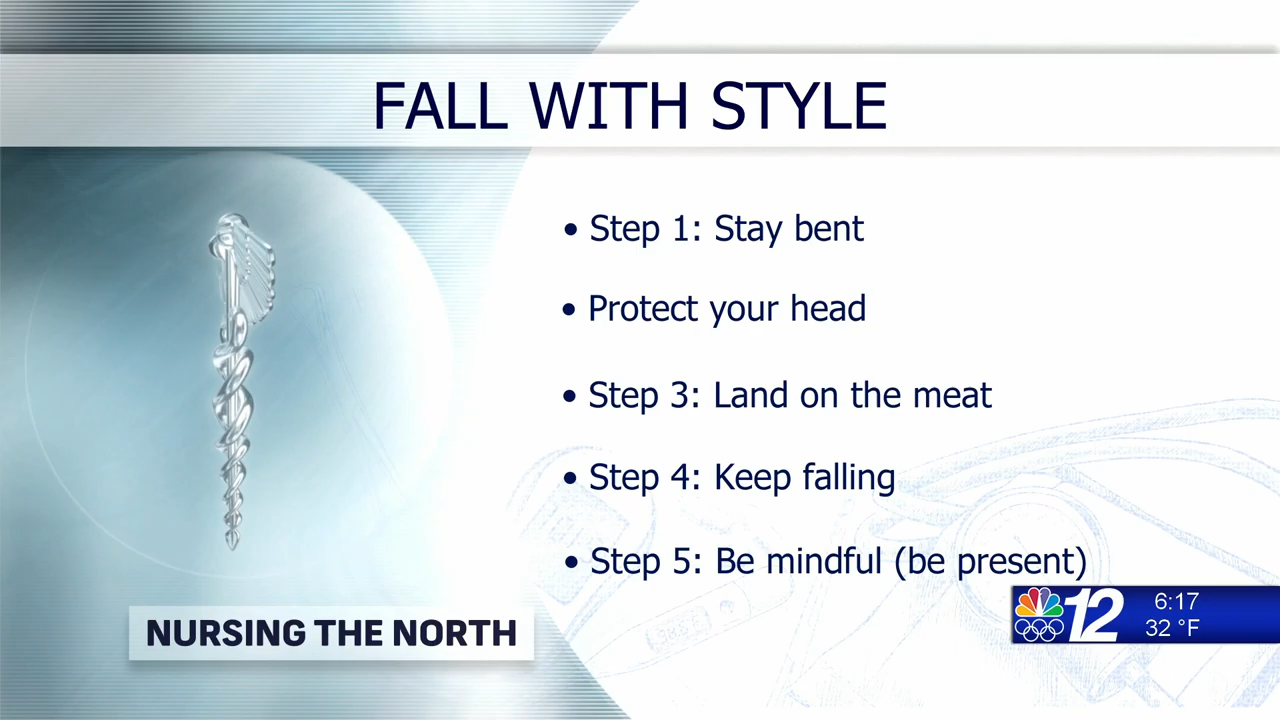 FALL WITH STYLE
• Step 1: Stay bent
• Protect your head
• Step 3: Land on the meat
• Step 4: Keep falling
• Step 5: Be mindful (be present)
NURSING THE NORTH
12
6:17
32 °F